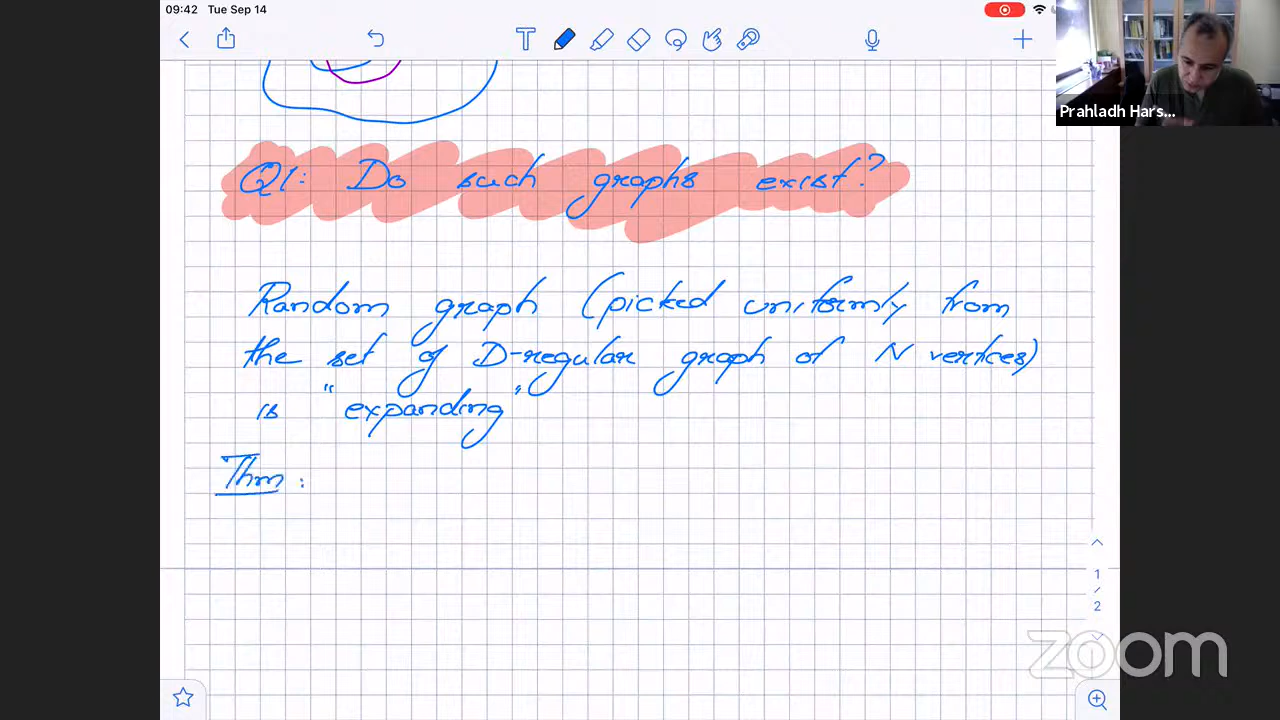 09:42 Tue Sep 14
Prahladh Hars...
Q1: Do such graphs exist?
Random graph (picked uniformly from
the set of D-regular graph of N vertices)
is "expanding"
Thm:
1
/
2
zoom